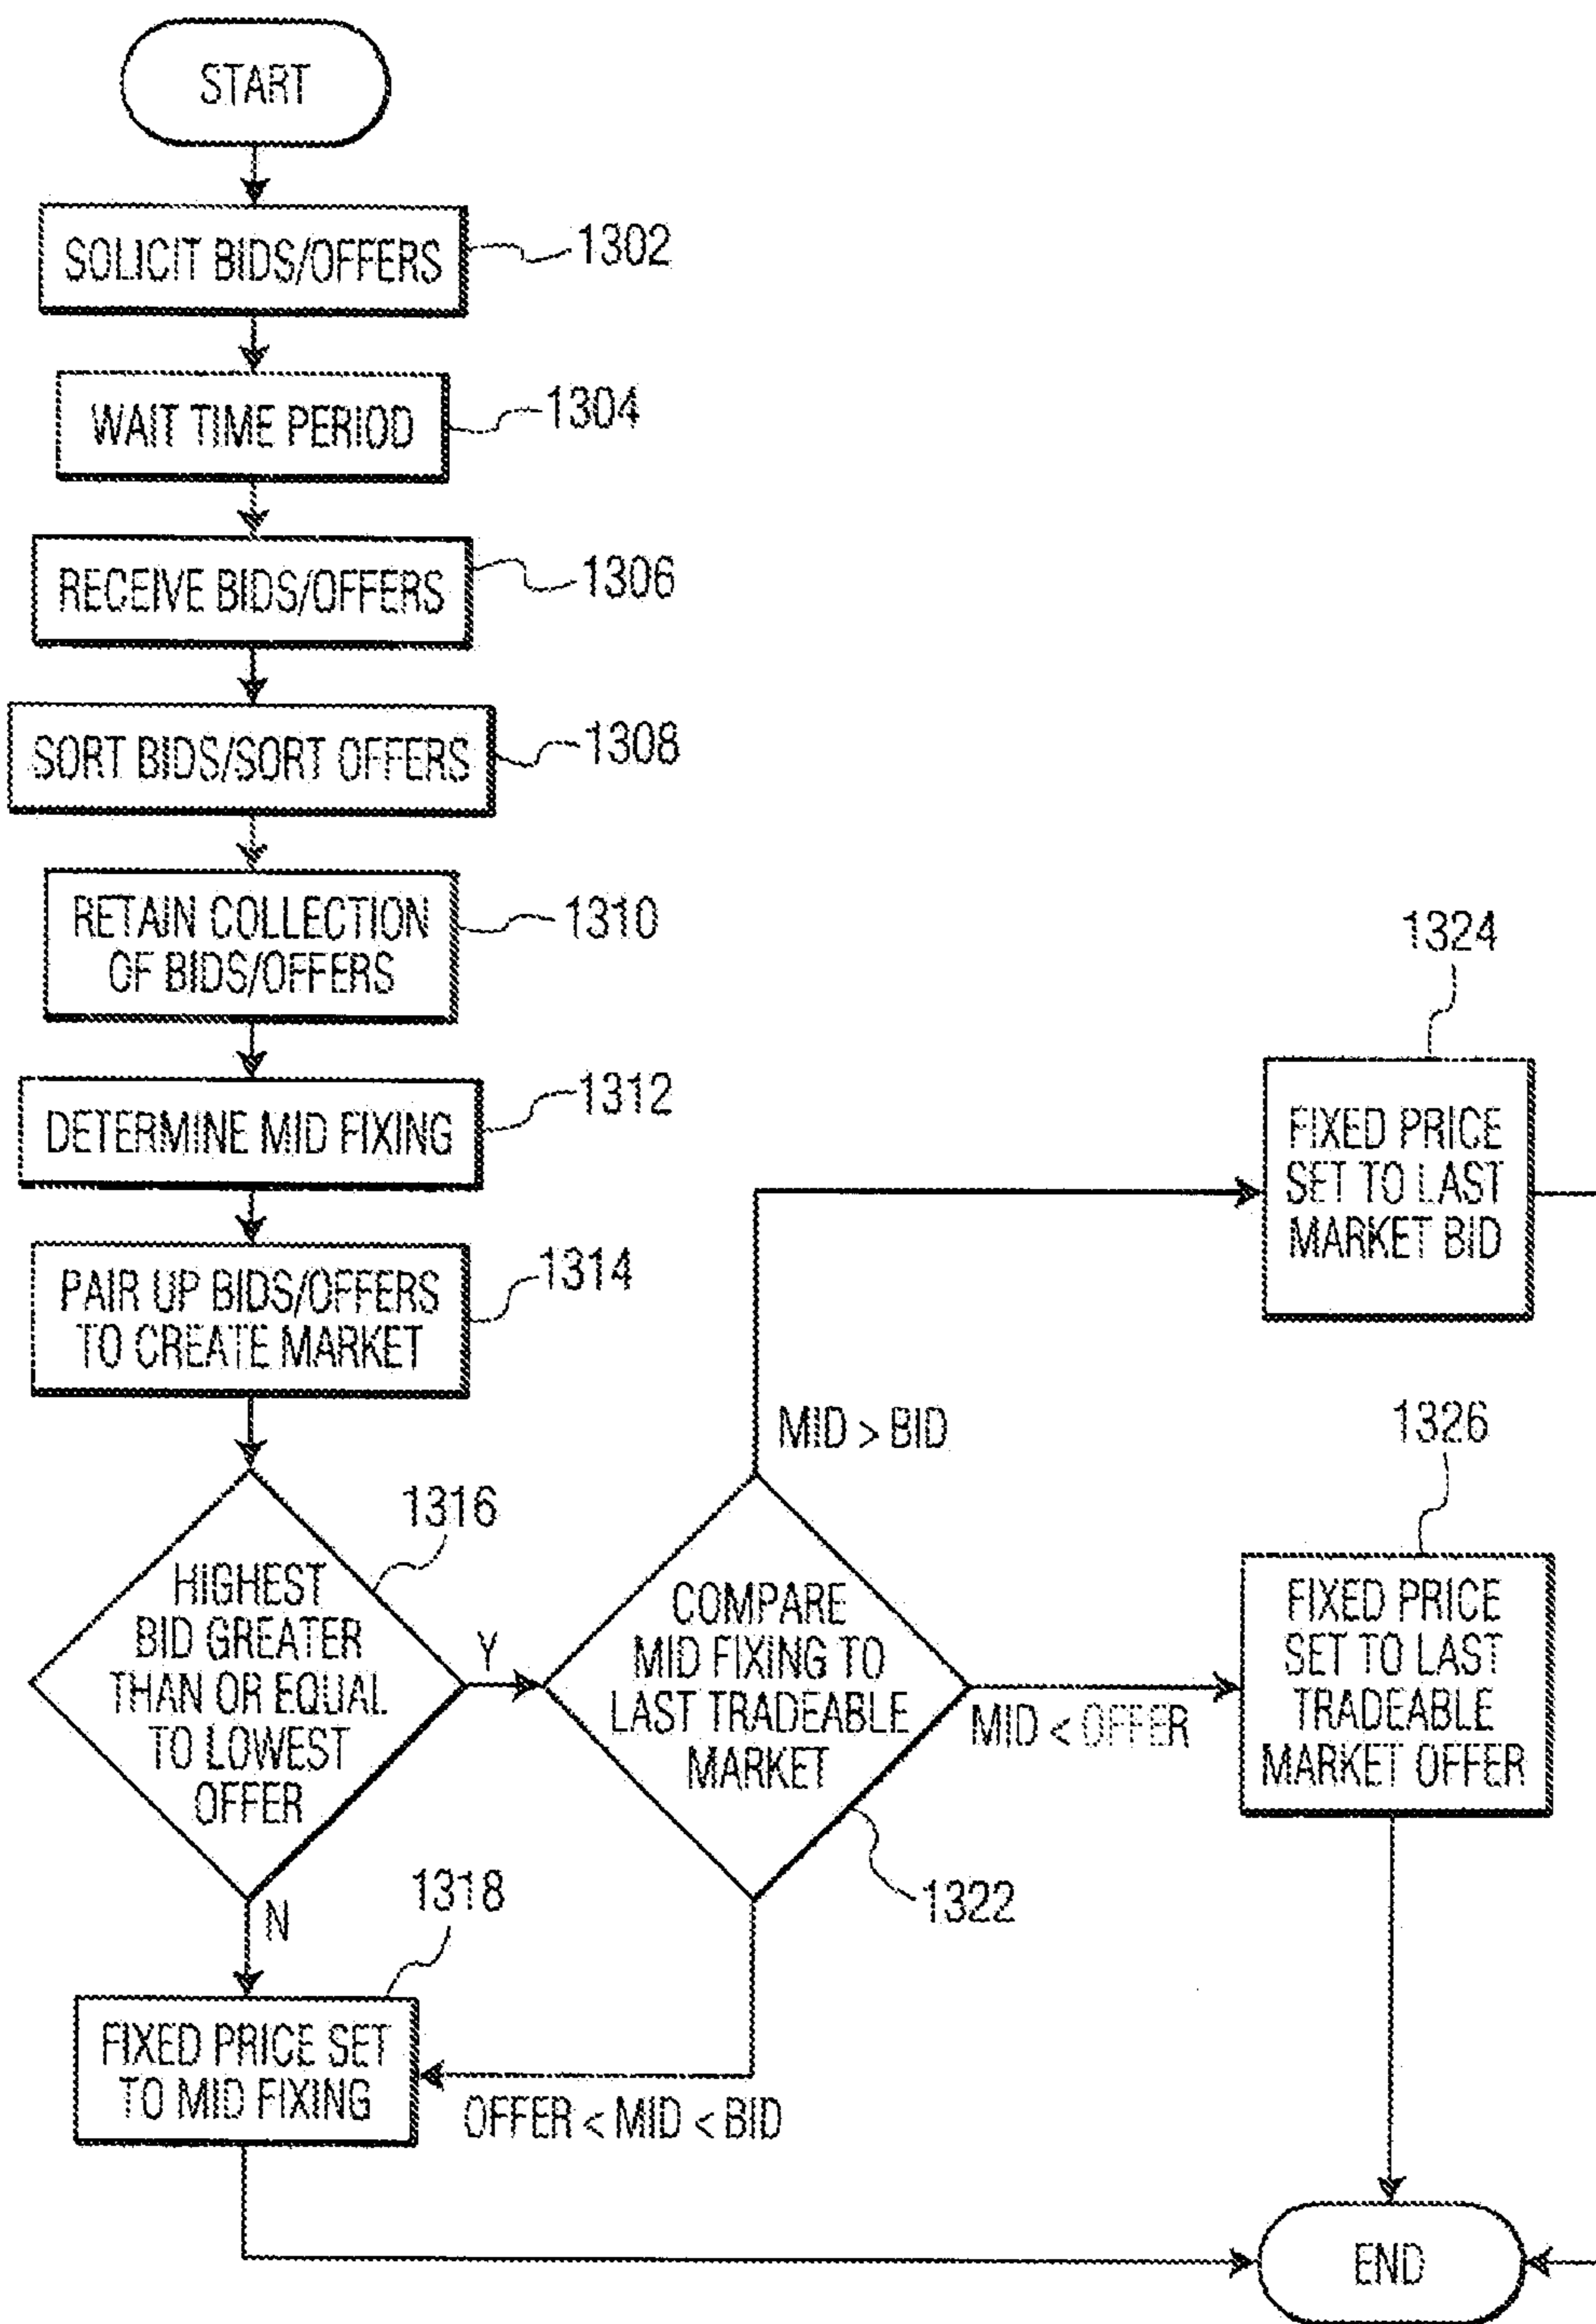 START
SOLICIT BIDS/OFFERS
1302
WAIT TIME PERIOD
1304
RECEIVE BIDS/OFFERS
1306
SORT BIDS/SORT OFFERS
1308
RETAIN COLLECTION
OF BIDS/OFFERS
1310
DETERMINE MID FIXING
1312
PAIR UP BIDS/OFFERS
TO CREATE MARKET
1314
HIGHEST
BID GREATER
THAN OR EQUAL
TO LOWEST
OFFER
1316
Y
N
COMPARE
MID FIXING TO
LAST TRADEABLE
MARKET
1322
MID > BID
MID < OFFER
OFFER < MID < BID
FIXED PRICE SET
TO MID FIXING
1318
1324
FIXED PRICE
SET TO LAST
MARKET BID
1326
FIXED PRICE
SET TO LAST
TRADEABLE
MARKET OFFER
END